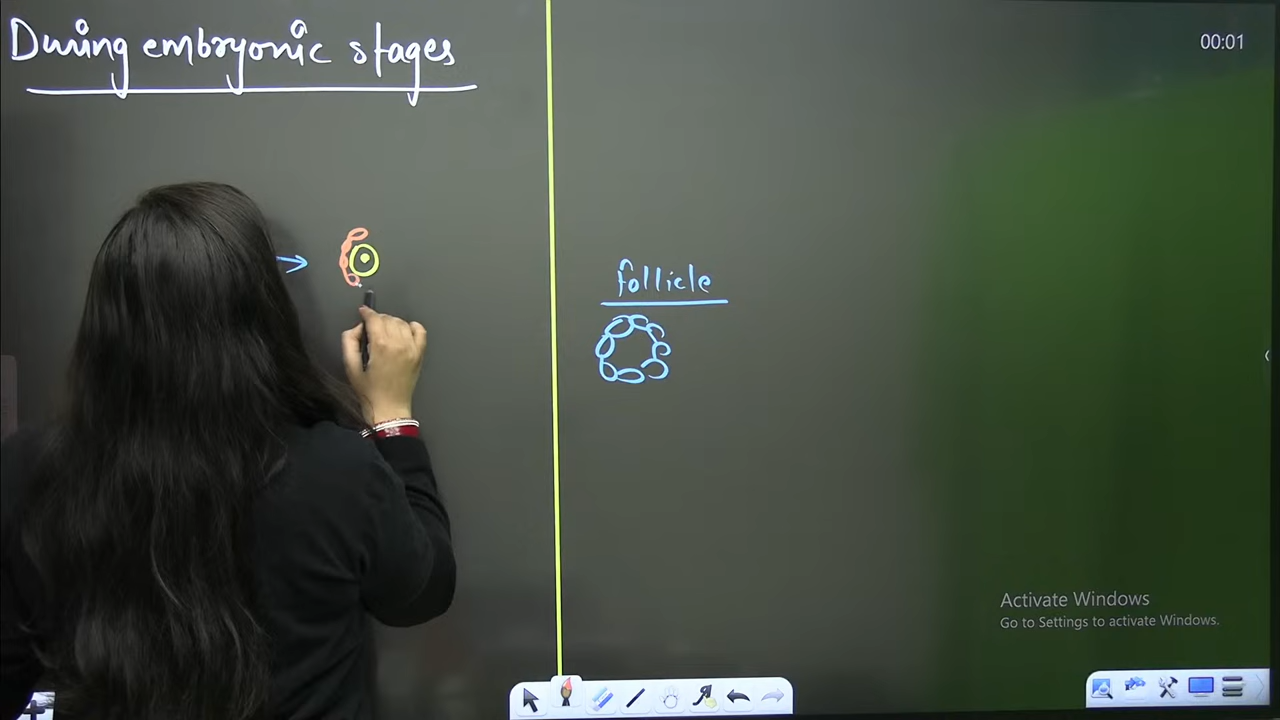 During embryonic stages
00:01
follicle
Activate Windows
Go to Settings to activate Windows.